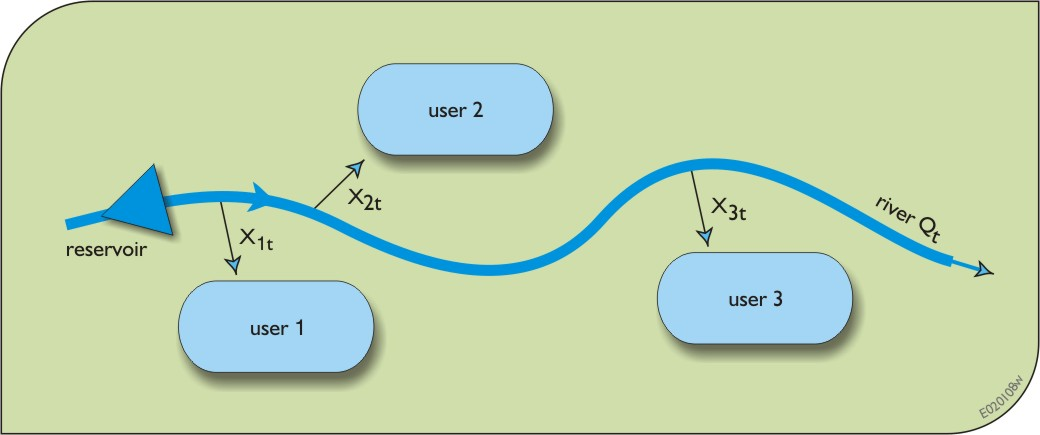 user 2
X2t
river Qt
X3t
reservoir
X1t
user 3
user 1
E020108w